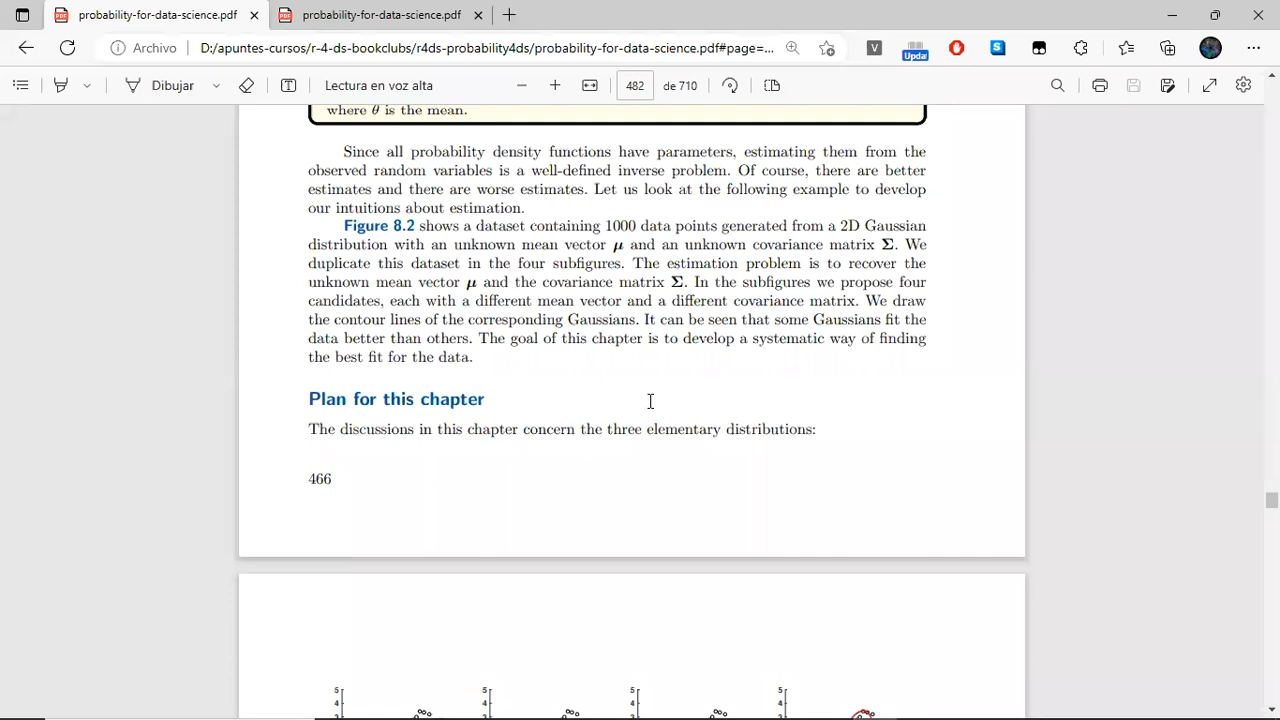 probability-for-data-science.pdf
probability-for-data-science.pdf
Archivo
D:/apuntes-cursos/r-4-ds-bookclubs/r4ds-probability4ds/probability-for-data-science.pdf#page=...
V
Upda
S
Dibujar
Lectura en voz alta
482
de 710
where θ is the mean.
Since all probability density functions have parameters, estimating them from the
observed random variables is a well-defined inverse problem. Of course, there are better
estimates and there are worse estimates. Let us look at the following example to develop
our intuitions about estimation.
Figure 8.2 shows a dataset containing 1000 data points generated from a 2D Gaussian
distribution with an unknown mean vector μ and an unknown covariance matrix Σ. We
duplicate this dataset in the four subfigures. The estimation problem is to recover the
unknown mean vector μ and the covariance matrix Σ. In the subfigures we propose four
candidates, each with a different mean vector and a different covariance matrix. We draw
the contour lines of the corresponding Gaussians. It can be seen that some Gaussians fit the
data better than others. The goal of this chapter is to develop a systematic way of finding
the best fit for the data.
Plan for this chapter
The discussions in this chapter concern the three elementary distributions:
466
5 5 5 5
4 4 4 4